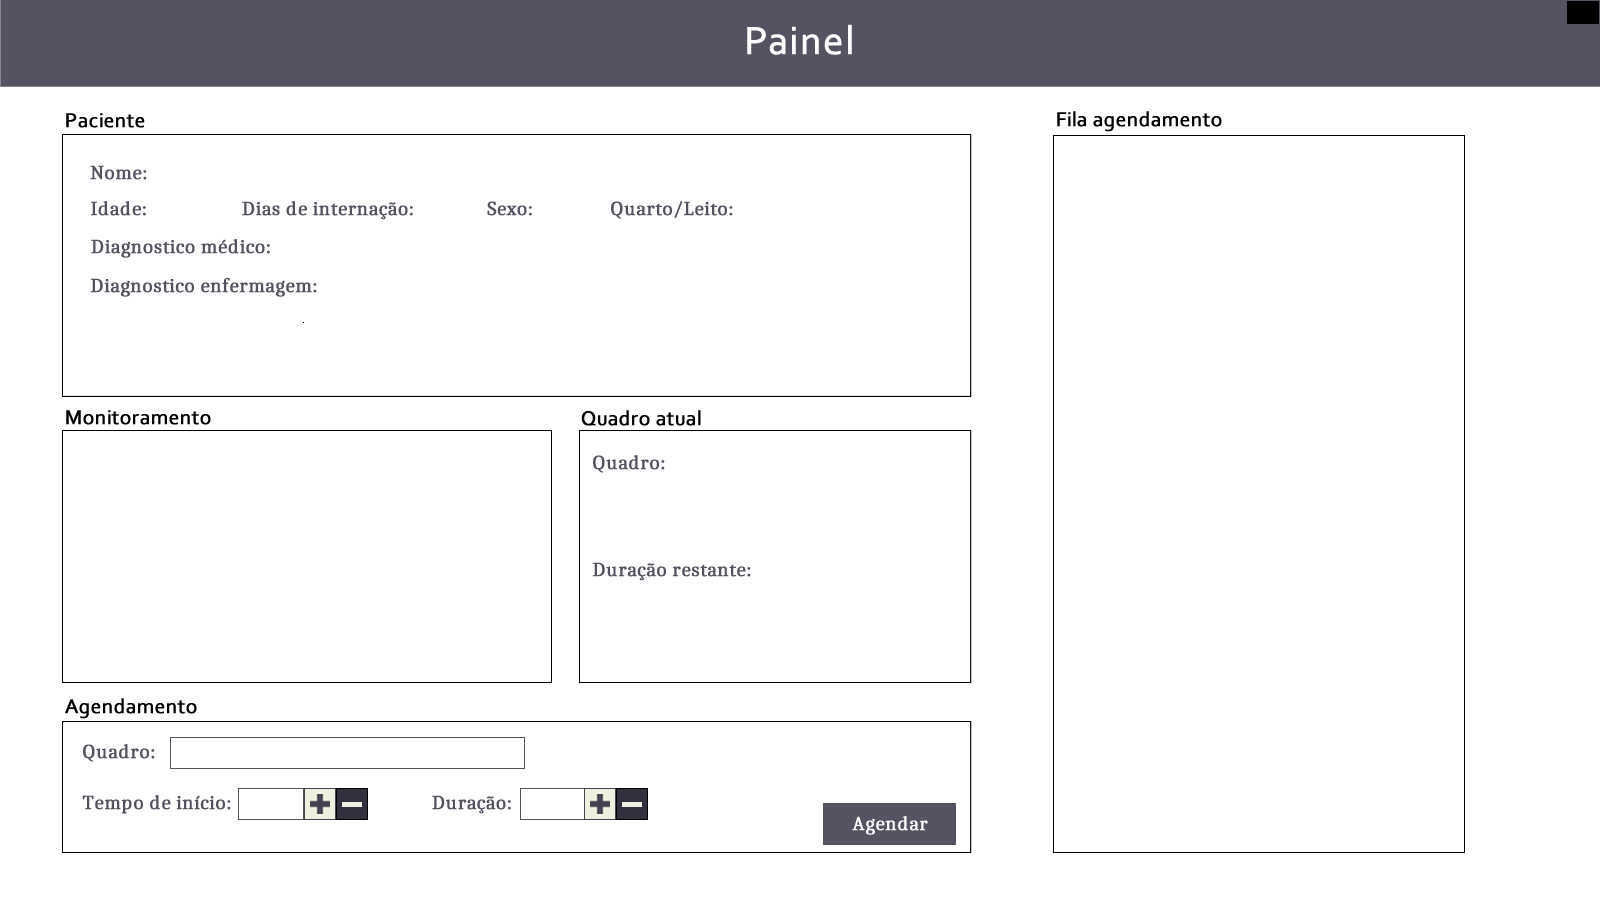 Painel
Paciente
Nome:
Idade: Dias de internação: Sexo: Quarto/Leito:
Diagnostico médico:
Diagnostico enfermagem:
Monitoramento
Quadro atual
Quadro:
Duração restante:
Agendamento
Quadro:
Tempo de início: Duração:
Agendar
Fila agendamento